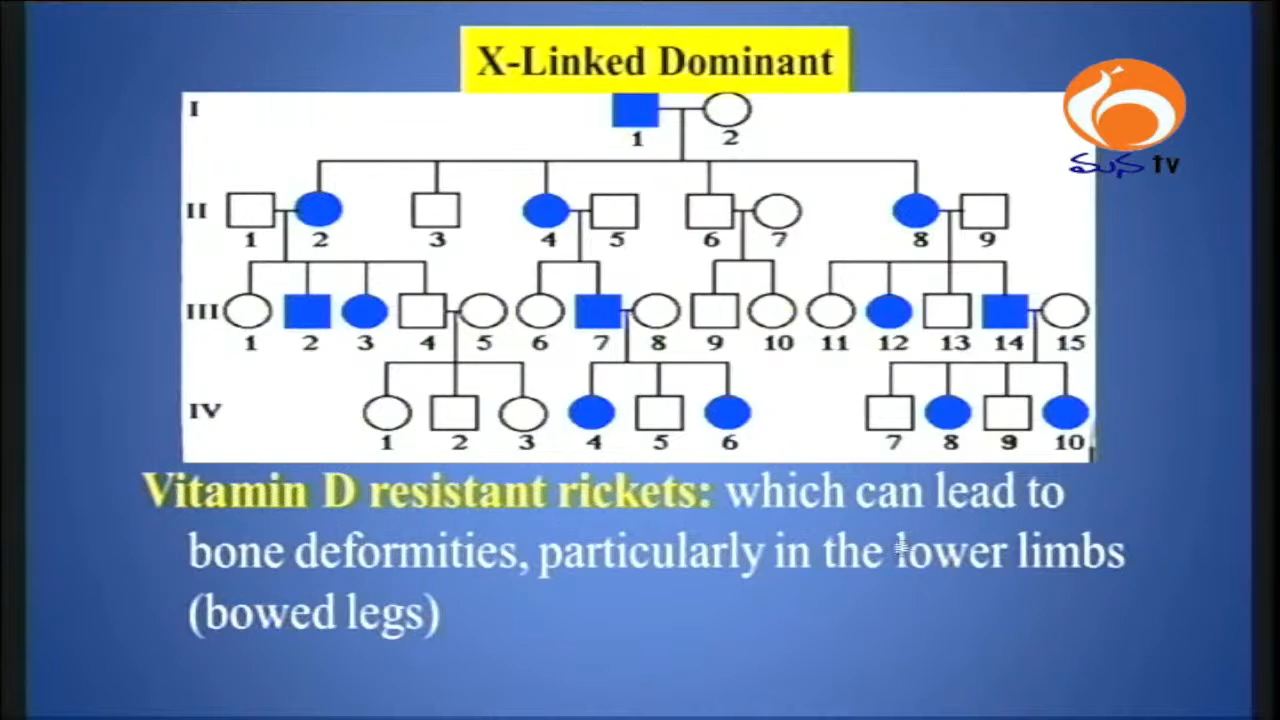 X-Linked Dominant
మన tv
I
1 2
II
1 2 3 4 5 6 7 8 9
III
1 2 3 4 5 6 7 8 9 10 11 12 13 14 15
IV
1 2 3 4 5 6 7 8 9 10
Vitamin D resistant rickets: which can lead to
bone deformities, particularly in the lower limbs
(bowed legs)